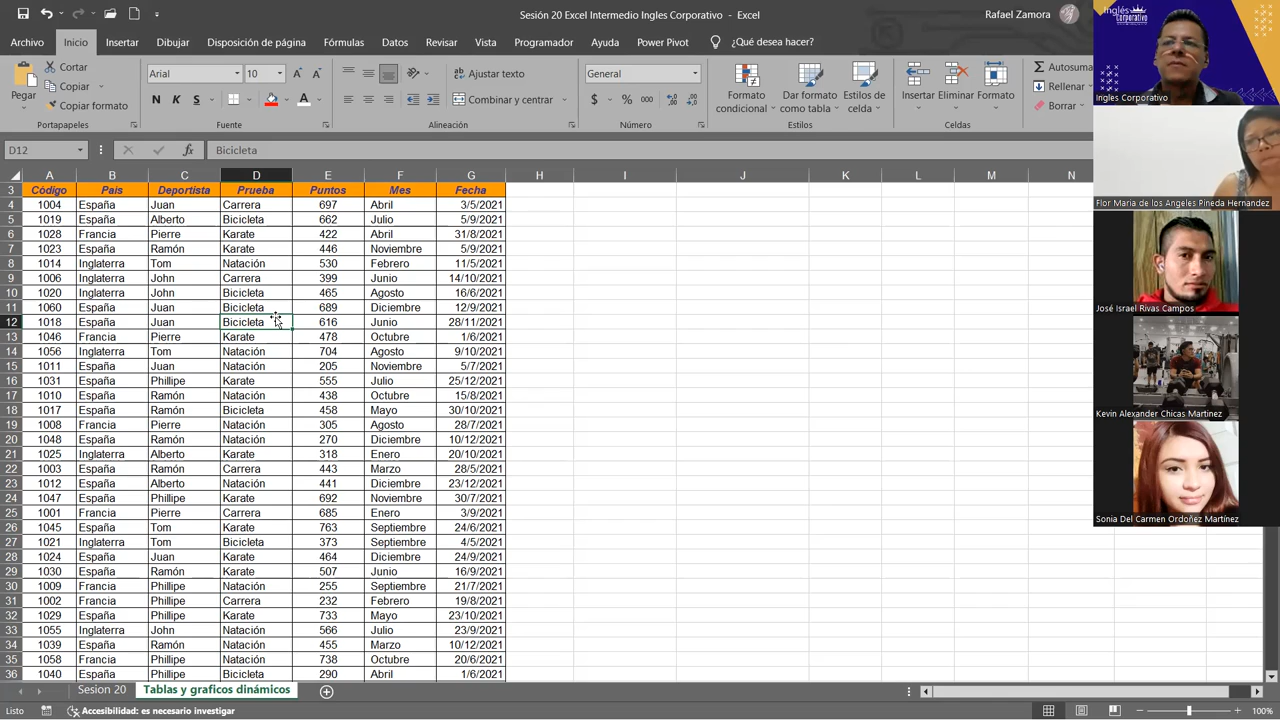 Sesión 20 Excel Intermedio Ingles Corporativo - Excel
Rafael Zamora
Archivo Inicio Insertar Dibujar Disposición de página Fórmulas Datos Revisar Vista Programador Ayuda Power Pivot ¿Qué desea hacer?
Pegar
Cortar
Copiar
Copiar formato
Portapapeles
Arial 10
N K S
Fuente
Ajustar texto
Combinar y centrar
Alineación
General
$ % 000
Número
Formato condicional
Dar formato como tabla
Estilos de celda
Estilos
Insertar Eliminar Formato
Celdas
Autosuma
Rellenar
Borrar
D12 fx Bicicleta
A B C D E F G H I J K L M N
3 Código Pais Deportista Prueba Puntos Mes Fecha
4 1004 España Juan Carrera 697 Abril 3/5/2021
5 1019 España Alberto Bicicleta 662 Julio 5/9/2021
6 1028 Francia Pierre Karate 422 Abril 31/8/2021
7 1023 España Ramón Karate 446 Noviembre 5/9/2021
8 1014 Inglaterra Tom Natación 530 Febrero 11/5/2021
9 1006 Inglaterra John Carrera 399 Junio 14/10/2021
10 1020 Inglaterra John Bicicleta 465 Agosto 16/6/2021
11 1060 España Juan Bicicleta 689 Diciembre 12/9/2021
12 1018 España Juan Bicicleta 616 Junio 28/11/2021
13 1046 Francia Pierre Karate 478 Octubre 1/6/2021
14 1056 Inglaterra Tom Natación 704 Agosto 9/10/2021
15 1011 España Juan Natación 205 Noviembre 5/7/2021
16 1031 España Phillipe Karate 555 Julio 25/12/2021
17 1010 España Ramón Natación 438 Octubre 15/8/2021
18 1017 España Ramón Bicicleta 458 Mayo 30/10/2021
19 1008 Francia Pierre Natación 305 Agosto 28/7/2021
20 1048 España Ramón Natación 270 Diciembre 10/12/2021
21 1025 Inglaterra Alberto Karate 318 Enero 20/10/2021
22 1003 España Ramón Carrera 443 Marzo 28/5/2021
23 1012 España Alberto Natación 441 Diciembre 23/12/2021
24 1047 España Phillipe Karate 692 Noviembre 30/7/2021
25 1001 Francia Pierre Carrera 685 Enero 3/9/2021
26 1045 España Tom Karate 763 Septiembre 24/6/2021
27 1021 Inglaterra Tom Bicicleta 373 Septiembre 4/5/2021
28 1024 España Juan Karate 464 Diciembre 24/9/2021
29 1030 España Ramón Karate 507 Junio 16/9/2021
30 1009 Francia Phillipe Natación 255 Septiembre 21/7/2021
31 1002 Francia Phillipe Carrera 232 Febrero 19/8/2021
32 1029 España Phillipe Karate 733 Mayo 23/10/2021
33 1055 Inglaterra John Natación 566 Julio 23/9/2021
34 1039 España Ramón Natación 455 Marzo 10/12/2021
35 1058 Francia Phillipe Natación 738 Octubre 20/6/2021
36 1040 España Phillipe Bicicleta 290 Abril 1/6/2021
Sesion 20 Tablas y graficos dinámicos
Listo Accesibilidad: es necesario investigar 100%
Inglés Corporativo
Ingles Corporativo
Flor Maria de los Angeles Pineda Hernandez
José Israel Rivas Campos
Kevin Alexander Chicas Martinez
Sonia Del Carmen Ordoñez Martínez